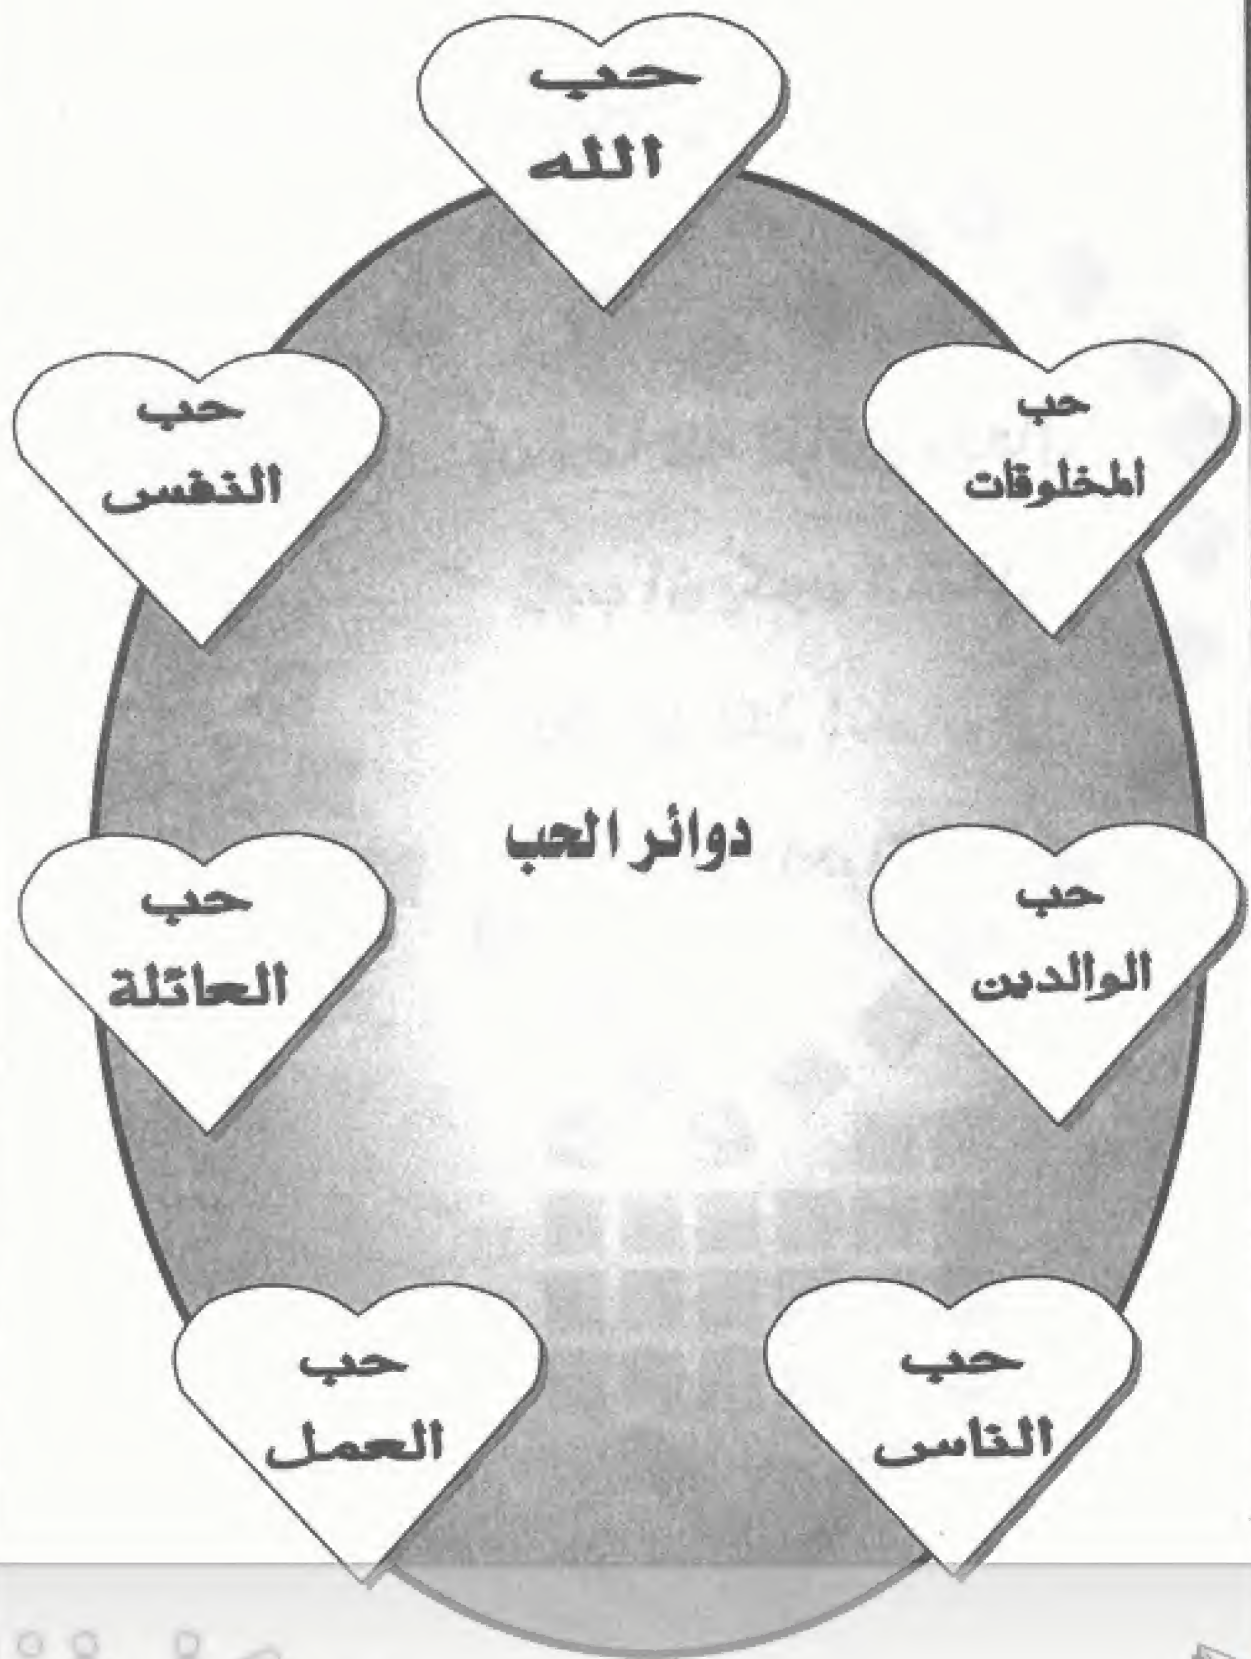 حب
الله
حب
المخلوقات
حب
النفس
دوائر الحب
حب
الوالدين
حب
العائلة
حب
الناس
حب
العمل